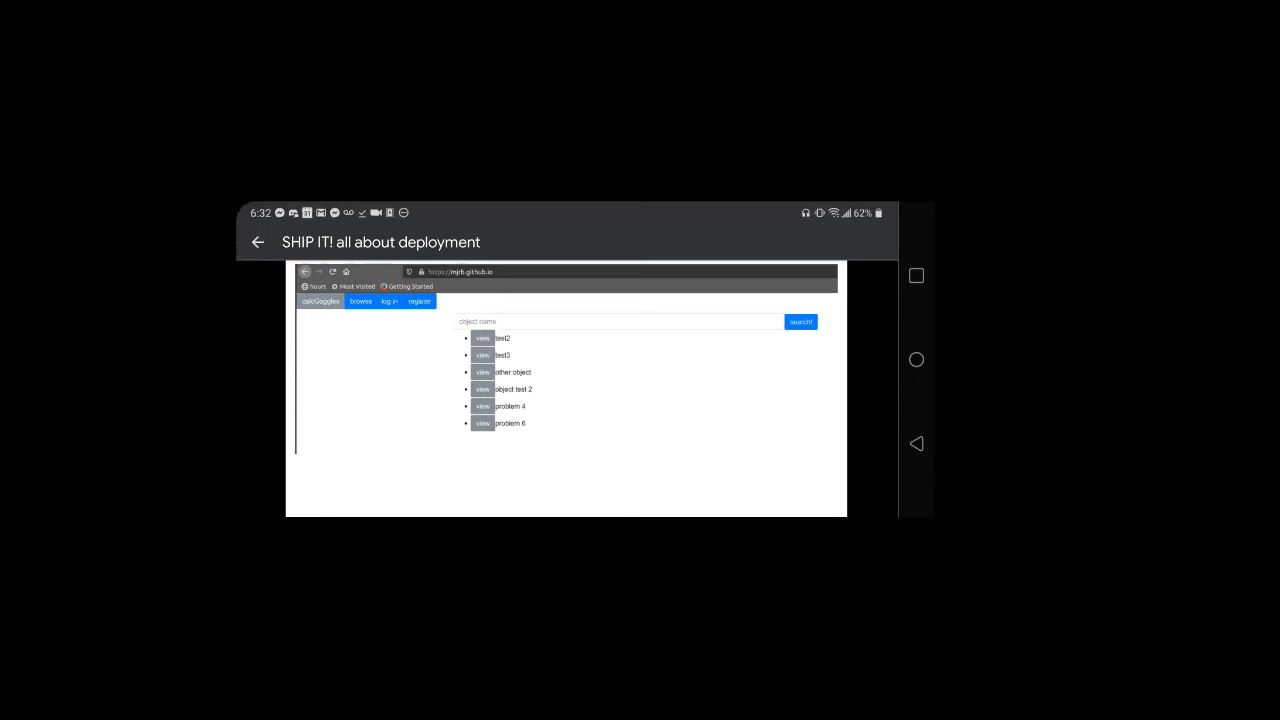 6:32 31 62%
SHIP IT! all about deployment
https://mjrb.github.io
hours Most Visited Getting Started
calcGoggles browse log in register
object name search!
view test2
view test3
view other object
view object test 2
view problem 4
view problem 6